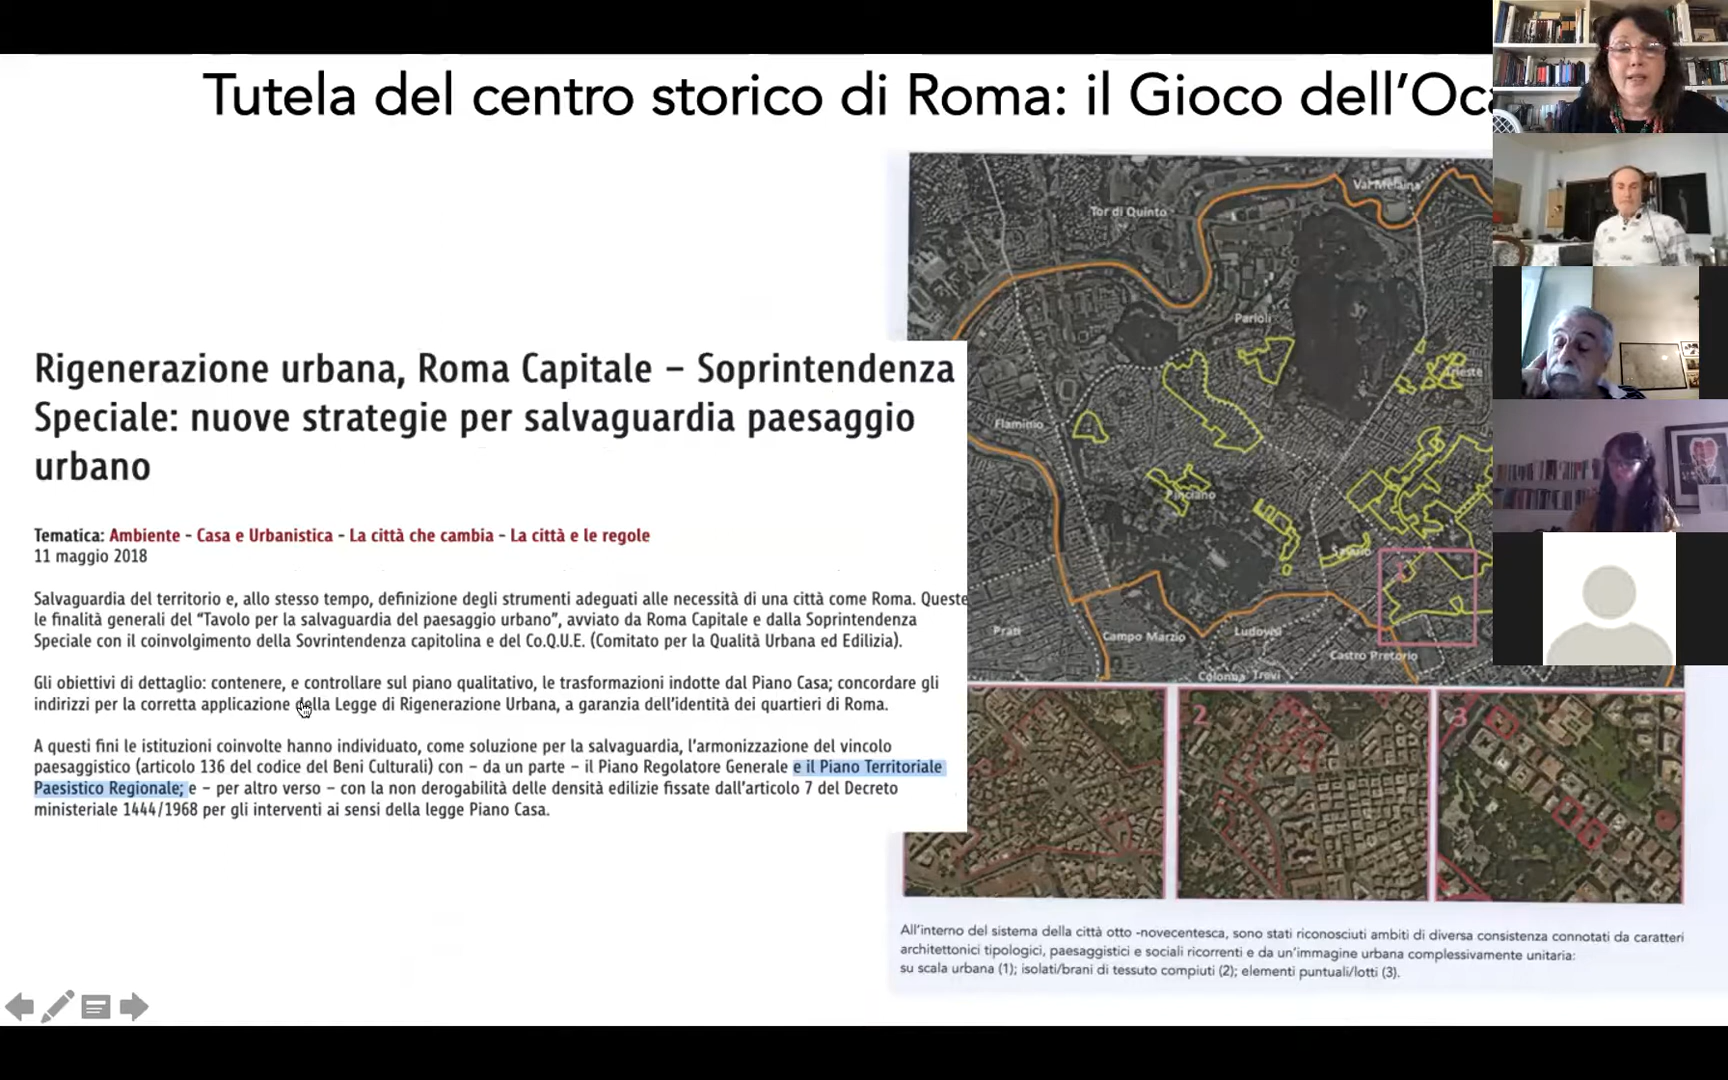 Tutela del centro storico di Roma: il Gioco dell'Oca
Rigenerazione urbana, Roma Capitale – Soprintendenza
Speciale: nuove strategie per salvaguardia paesaggio
urbano
Tematica: Ambiente - Casa e Urbanistica - La città che cambia - La città e le regole
11 maggio 2018
Salvaguardia del territorio e, allo stesso tempo, definizione degli strumenti adeguati alle necessità di una città come Roma. Queste
le finalità generali del “Tavolo per la salvaguardia del paesaggio urbano”, avviato da Roma Capitale e dalla Soprintendenza
Speciale con il coinvolgimento della Sovrintendenza capitolina e del Co.Q.U.E. (Comitato per la Qualità Urbana ed Edilizia).
Gli obiettivi di dettaglio: contenere, e controllare sul piano qualitativo, le trasformazioni indotte dal Piano Casa; concordare gli
indirizzi per la corretta applicazione della Legge di Rigenerazione Urbana, a garanzia dell'identità dei quartieri di Roma.
A questi fini le istituzioni coinvolte hanno individuato, come soluzione per la salvaguardia, l'armonizzazione del vincolo
paesaggistico (articolo 136 del codice del Beni Culturali) con – da un parte – il Piano Regolatore Generale e il Piano Territoriale
Paesistico Regionale; e – per altro verso – con la non derogabilità delle densità edilizie fissate dall'articolo 7 del Decreto
ministeriale 1444/1968 per gli interventi ai sensi della legge Piano Casa.
Val Melaina
Tor di Quinto
Parioli
Trieste
Flaminio
Pinciano
Salario
1
Prati
Campo Marzio
Ludovisi
Castro Pretorio
Colonna
Trevi
2
3
All'interno del sistema della città otto -novecentesca, sono stati riconosciuti ambiti di diversa consistenza connotati da caratteri
architettonici tipologici, paesaggistici e sociali ricorrenti e da un'immagine urbana complessivamente unitaria:
su scala urbana (1); isolati/brani di tessuto compiuti (2); elementi puntuali/lotti (3).